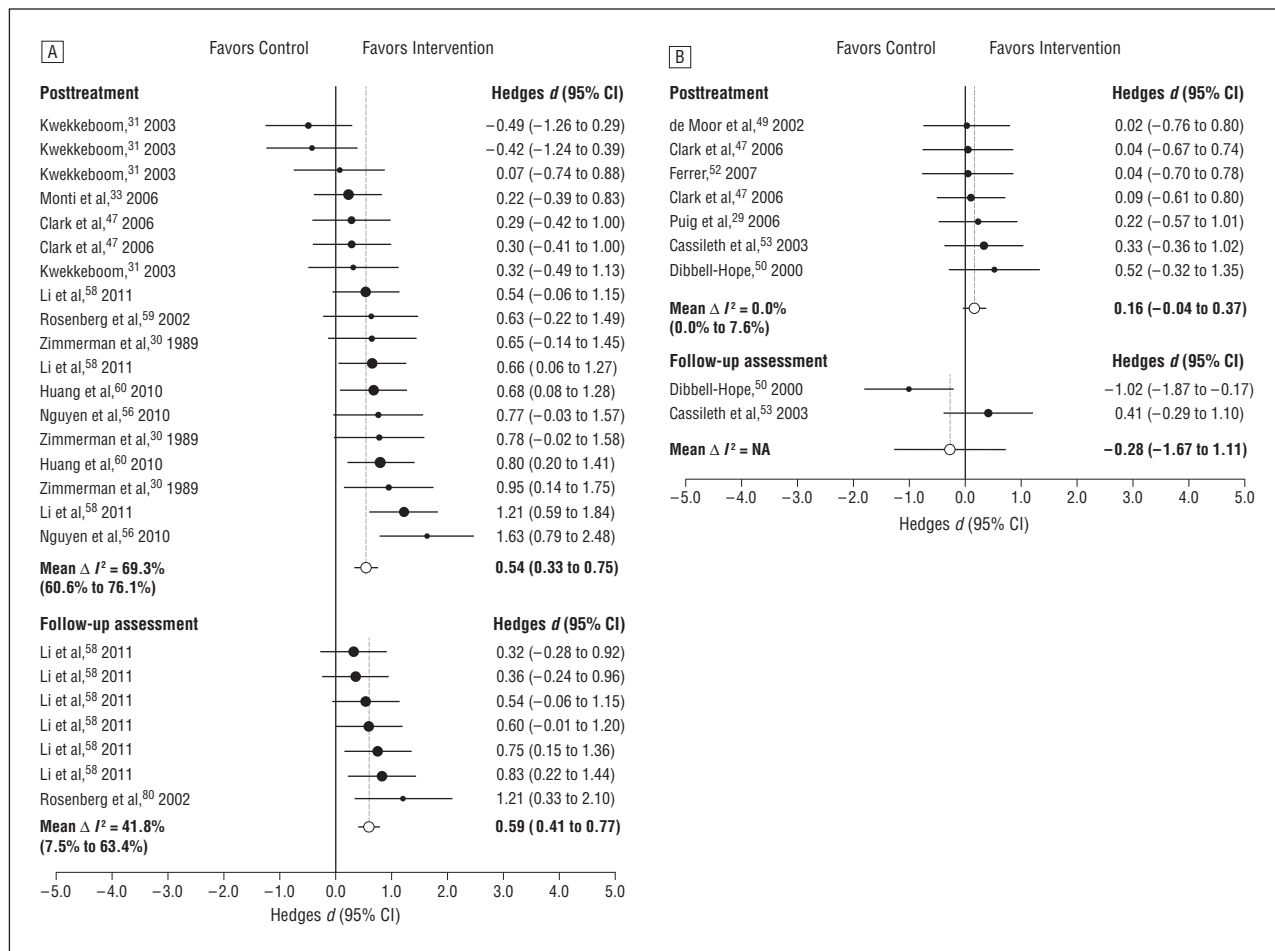 A
Favors Control Favors Intervention
Posttreatment Hedges d (95% CI)
Kwekkeboom,31 2003 −0.49 (−1.26 to 0.29)
Kwekkeboom,31 2003 −0.42 (−1.24 to 0.39)
Kwekkeboom,31 2003 0.07 (−0.74 to 0.88)
Monti et al,33 2006 0.22 (−0.39 to 0.83)
Clark et al,47 2006 0.29 (−0.42 to 1.00)
Clark et al,47 2006 0.30 (−0.41 to 1.00)
Kwekkeboom,31 2003 0.32 (−0.49 to 1.13)
Li et al,58 2011 0.54 (−0.06 to 1.15)
Rosenberg et al,59 2002 0.63 (−0.22 to 1.49)
Zimmerman et al,30 1989 0.65 (−0.14 to 1.45)
Li et al,58 2011 0.66 (0.06 to 1.27)
Huang et al,60 2010 0.68 (0.08 to 1.28)
Nguyen et al,56 2010 0.77 (−0.03 to 1.57)
Zimmerman et al,30 1989 0.78 (−0.02 to 1.58)
Huang et al,60 2010 0.80 (0.20 to 1.41)
Zimmerman et al,30 1989 0.95 (0.14 to 1.75)
Li et al,58 2011 1.21 (0.59 to 1.84)
Nguyen et al,56 2010 1.63 (0.79 to 2.48)
Mean Δ I² = 69.3% 0.54 (0.33 to 0.75)
(60.6% to 76.1%)
Follow-up assessment Hedges d (95% CI)
Li et al,58 2011 0.32 (−0.28 to 0.92)
Li et al,58 2011 0.36 (−0.24 to 0.96)
Li et al,58 2011 0.54 (−0.06 to 1.15)
Li et al,58 2011 0.60 (−0.01 to 1.20)
Li et al,58 2011 0.75 (0.15 to 1.36)
Li et al,58 2011 0.83 (0.22 to 1.44)
Rosenberg et al,80 2002 1.21 (0.33 to 2.10)
Mean Δ I² = 41.8% 0.59 (0.41 to 0.77)
(7.5% to 63.4%)
−5.0 −4.0 −3.0 −2.0 −1.0 0.0 1.0 2.0 3.0 4.0 5.0
Hedges d (95% CI)
B
Favors Control Favors Intervention
Posttreatment Hedges d (95% CI)
de Moor et al,49 2002 0.02 (−0.76 to 0.80)
Clark et al,47 2006 0.04 (−0.67 to 0.74)
Ferrer,52 2007 0.04 (−0.70 to 0.78)
Clark et al,47 2006 0.09 (−0.61 to 0.80)
Puig et al,29 2006 0.22 (−0.57 to 1.01)
Cassileth et al,53 2003 0.33 (−0.36 to 1.02)
Dibbell-Hope,50 2000 0.52 (−0.32 to 1.35)
Mean Δ I² = 0.0% 0.16 (−0.04 to 0.37)
(0.0% to 7.6%)
Follow-up assessment
Dibbell-Hope,50 2000 −1.02 (−1.87 to −0.17)
Cassileth et al,53 2003 0.41 (−0.29 to 1.10)
Mean Δ I² = NA −0.28 (−1.67 to 1.11)
−5.0 −4.0 −3.0 −2.0 −1.0 0.0 1.0 2.0 3.0 4.0 5.0
Hedges d (95% CI)